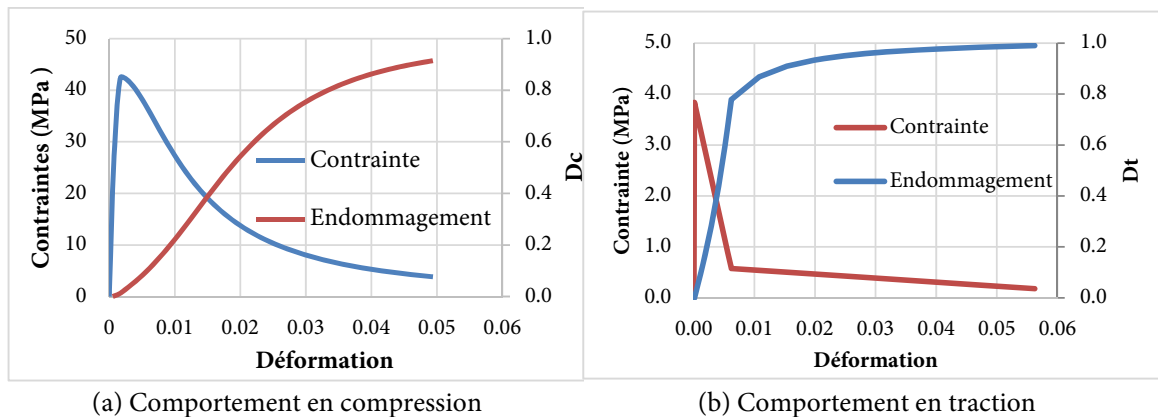 50
40
30
20
10
0
Contraintes (MPa )
1.0
0.8
0.6
0.4
0.2
0.0
Dc
Contrainte
Endommagement
0 0.01 0.02 0.03 0.04 0.05 0.06
Déformation
(a) Comportement en compression
5.0
4.0
3.0
2.0
1.0
0.0
Contrainte (MPa)
1.0
0.8
0.6
0.4
0.2
0.0
Dt
Contrainte
Endommagement
0.00 0.01 0.02 0.03 0.04 0.05 0.06
Déformation
(b) Comportement en traction